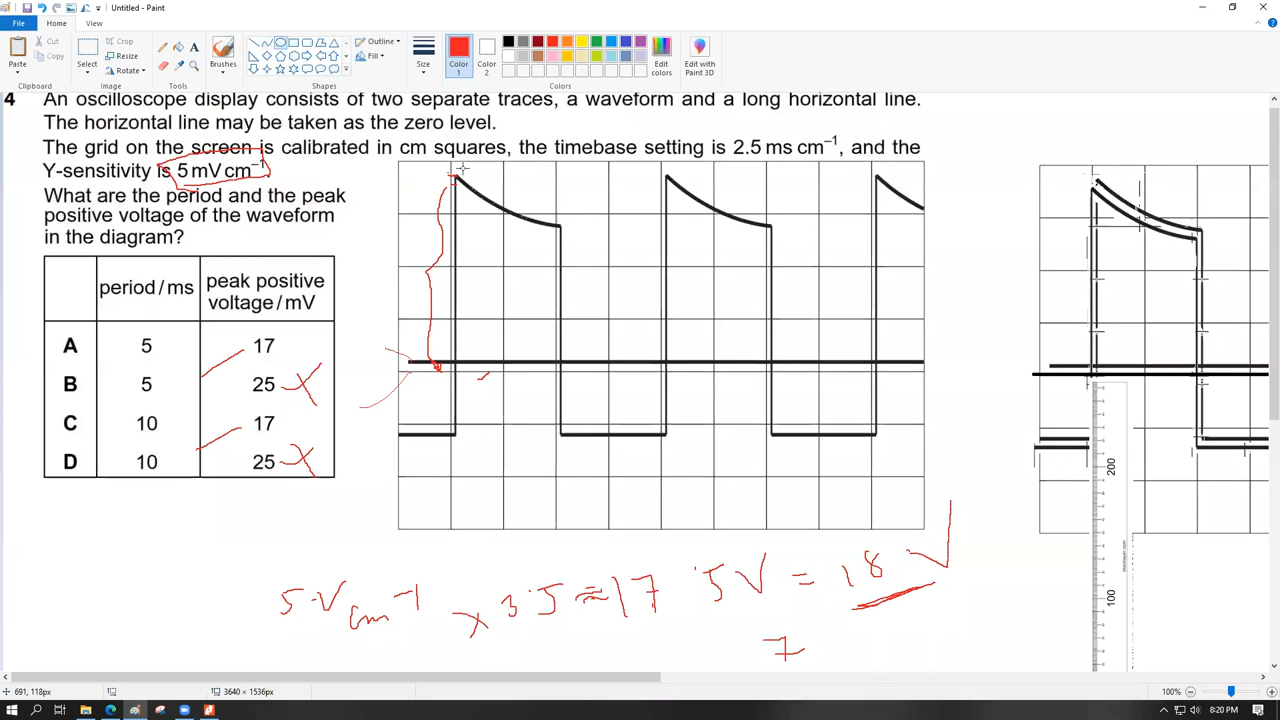 Untitled - Paint
File
Home
View
Paste
Cut
Copy
Clipboard
Select
Crop
Resize
Rotate
Image
Tools
Brushes
Outline
Fill
Shapes
Size
Color 1
Color 2
Edit colors
Colors
Edit with Paint 3D
4 An oscilloscope display consists of two separate traces, a waveform and a long horizontal line.
The horizontal line may be taken as the zero level.
The grid on the screen is calibrated in cm squares, the timebase setting is 2.5 ms cm⁻¹, and the
Y-sensitivity is 5 mV cm⁻¹
What are the period and the peak
positive voltage of the waveform
in the diagram?
period / ms peak positive voltage / mV
A 5 17
B 5 25
C 10 17
D 10 25
200
100
5 V cm⁻¹ × 3.5 ≈ 17.5 V = 18 V
7
691, 118px
3640 × 1536px
100%
8:20 PM